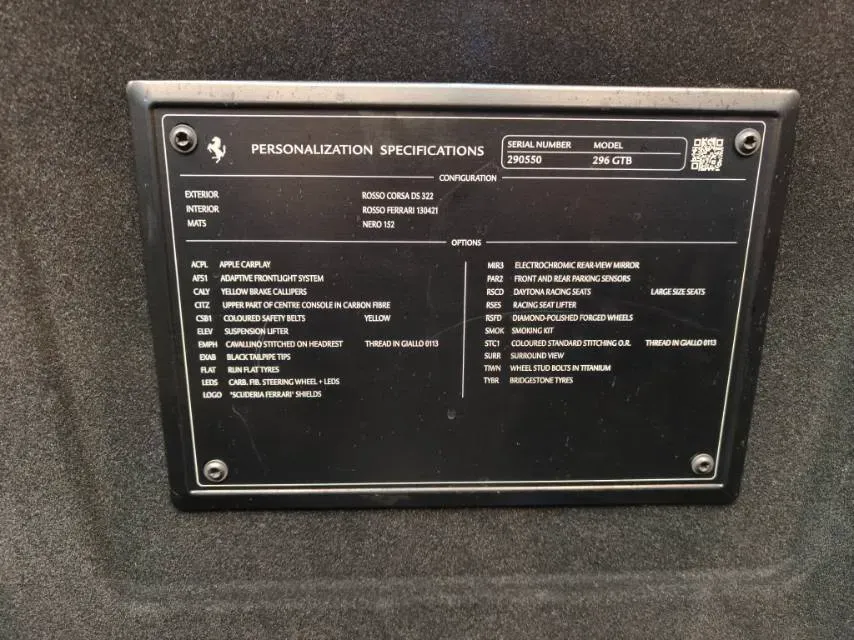 PERSONALIZATION SPECIFICATIONS
SERIAL NUMBER MODEL
290550 296 GTB
CONFIGURATION
EXTERIOR ROSSO CORSA DS 322
INTERIOR ROSSO FERRARI 130421
MATS NERO 152
OPTIONS
ACPL APPLE CARPLAY
AFS1 ADAPTIVE FRONTLIGHT SYSTEM
CALY YELLOW BRAKE CALLIPERS
CITZ UPPER PART OF CENTRE CONSOLE IN CARBON FIBRE
CSB1 COLOURED SAFETY BELTS YELLOW
ELEV SUSPENSION LIFTER
EMPH CAVALLINO STITCHED ON HEADREST THREAD IN GIALLO 0113
EXAB BLACK TAILPIPE TIPS
FLAT RUN FLAT TYRES
LEDS CARB. FIB. STEERING WHEEL + LEDS
LOGO "SCUDERIA FERRARI" SHIELDS
MIR3 ELECTROCHROMIC REAR-VIEW MIRROR
PAR2 FRONT AND REAR PARKING SENSORS
RSCD DAYTONA RACING SEATS LARGE SIZE SEATS
RSES RACING SEAT LIFTER
RSFD DIAMOND-POLISHED FORGED WHEELS
SMOK SMOKING KIT
STC1 COLOURED STANDARD STITCHING O.R. THREAD IN GIALLO 0113
SURR SURROUND VIEW
TIWN WHEEL STUD BOLTS IN TITANIUM
TYBR BRIDGESTONE TYRES